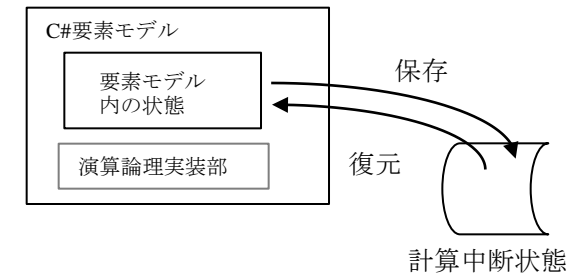 C#要素モデル
要素モデル
内の状態
演算論理実装部
保存
復元
計算中断状態